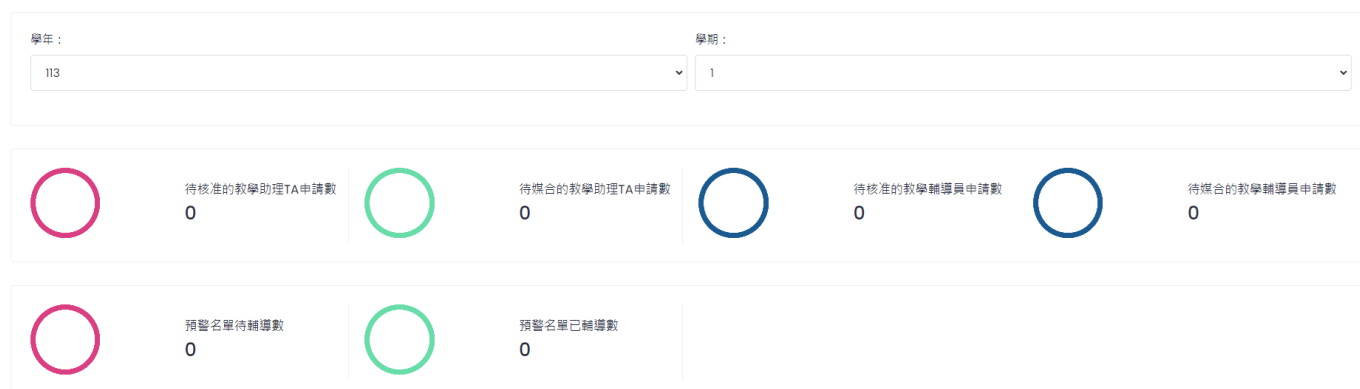 學年：
學期：
113
1
待核准的教學助理TA申請數
0
待媒合的教學助理TA申請數
0
待核准的教學輔導員申請數
0
待媒合的教學輔導員申請數
0
預警名單待輔導數
0
預警名單已輔導數
0